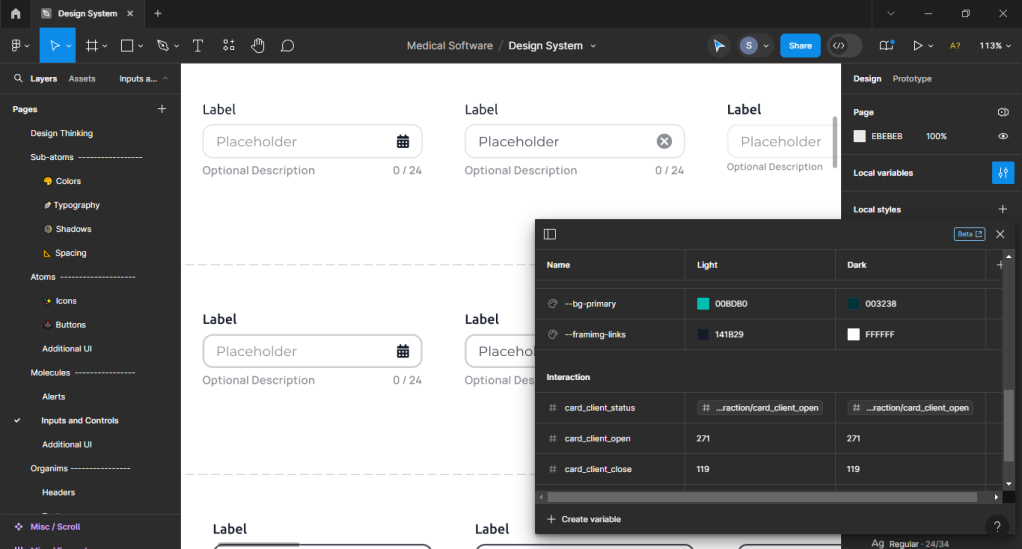 Design System
Medical Software / Design System
S
Share
A?
113%
Layers
Assets
Inputs a...
Pages
Design Thinking
Sub-atoms -----------------
Colors
Typography
Shadows
Spacing
Atoms --------------------
Icons
Buttons
Additional UI
Molecules ----------------
Alerts
Inputs and Controls
Additional UI
Organims ----------------
Headers
Misc / Scroll
Label
Placeholder
Optional Description
0 / 24
Label
Placeholder
Optional Description
0 / 24
Label
Placeholder
Optional Description
Label
Placeholder
Optional Description
0 / 24
Label
Placehol
Optional Des
Label
Label
Design
Prototype
Page
EBEBEB
100%
Local variables
Local styles
Beta
Name
Light
Dark
--bg-primary
00BDB0
003238
--framimg-links
141B29
FFFFFF
Interaction
card_client_status
...raction/card_client_open
...raction/card_client_open
card_client_open
271
271
card_client_close
119
119
Create variable
?
Ag Regular · 24/34